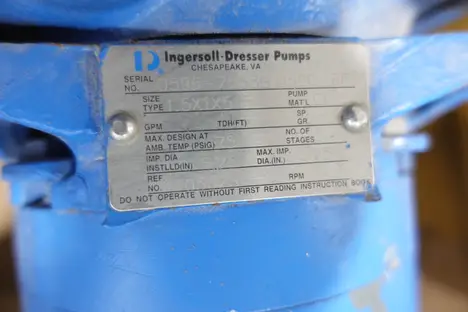 Ingersoll-Dresser Pumps
CHESAPEAKE, VA
SERIAL
NO.
SIZE PUMP
TYPE 1.5X1X6 MAT'L
SP
GPM TDH(FT) GR.
MAX. DESIGN AT NO. OF
AMB. TEMP (PSIG) STAGES
IMP. DIA MAX. IMP.
INSTLLD(IN) DIA.(IN.)
REF
NO. RPM
DO NOT OPERATE WITHOUT FIRST READING INSTRUCTION BOOK